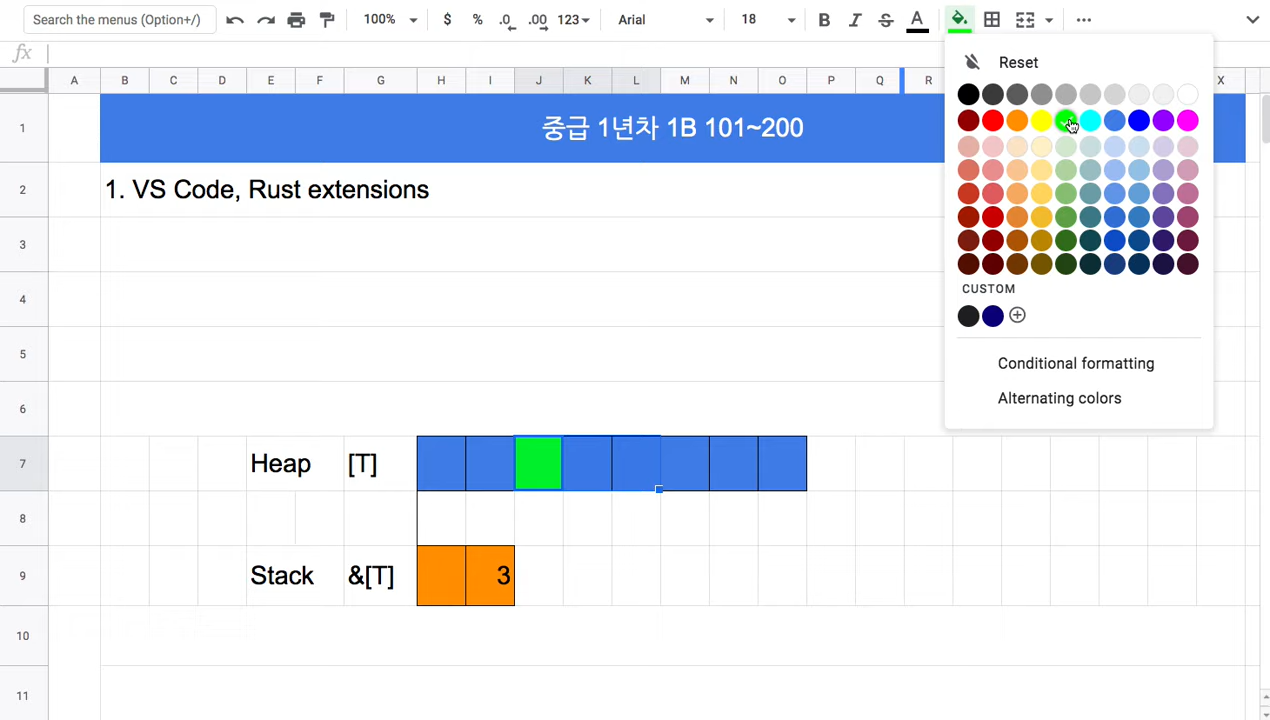 Search the menus (Option+/) 100% $ % .0 .00 123 Arial 18 B I S A
fx
Reset
CUSTOM
Conditional formatting
Alternating colors
A B C D E F G H I J K L M N O P Q R X
1 중급 1년차 1B 101~200
2 1. VS Code, Rust extensions
3
4
5
6
7 Heap [T]
8
9 Stack &[T] 3
10
11